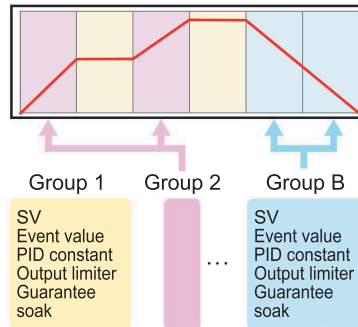 Group 1
Group 2
Group B
SV
Event value
PID constant
Output limiter
Guarantee
soak
...
SV
Event value
PID constant
Output limiter
Guarantee
soak